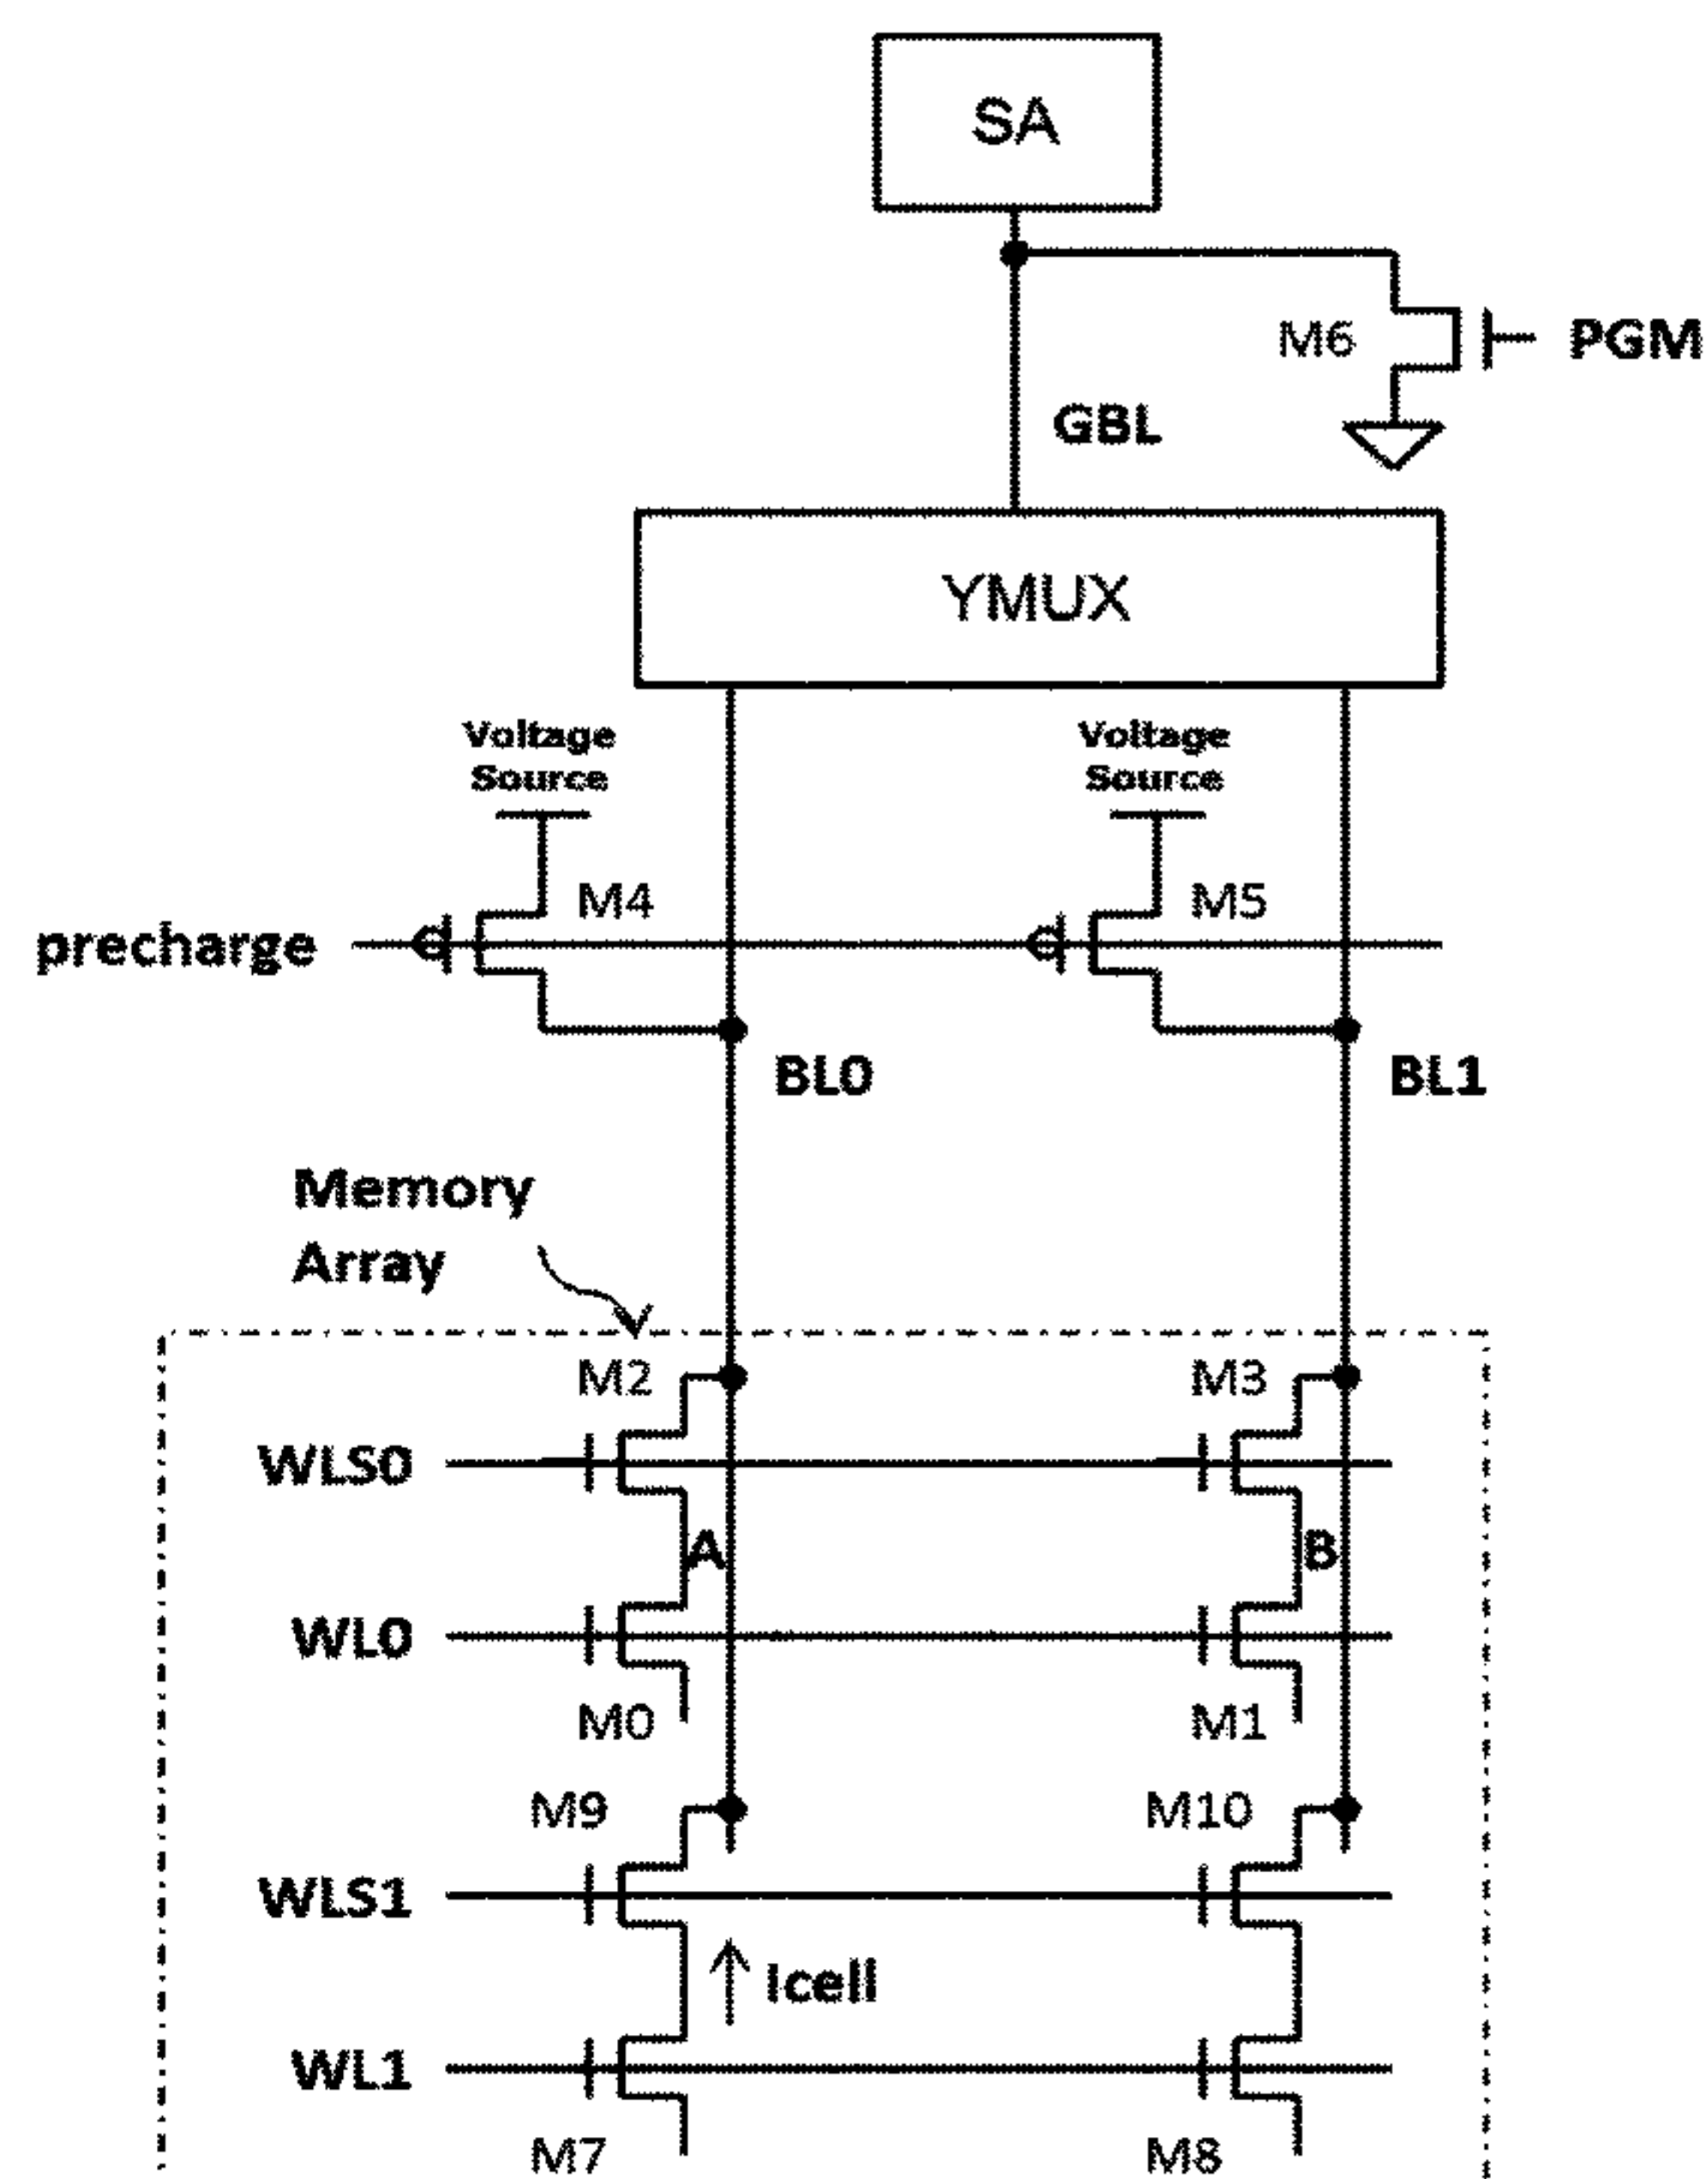 SA
M6
PGM
GBL
YMUX
Voltage
Source
Voltage
Source
M4
M5
precharge
BL0
BL1
Memory
Array
M2
M3
WLS0
A
B
WL0
M0
M1
M9
M10
WLS1
Icell
WL1
M7
M8